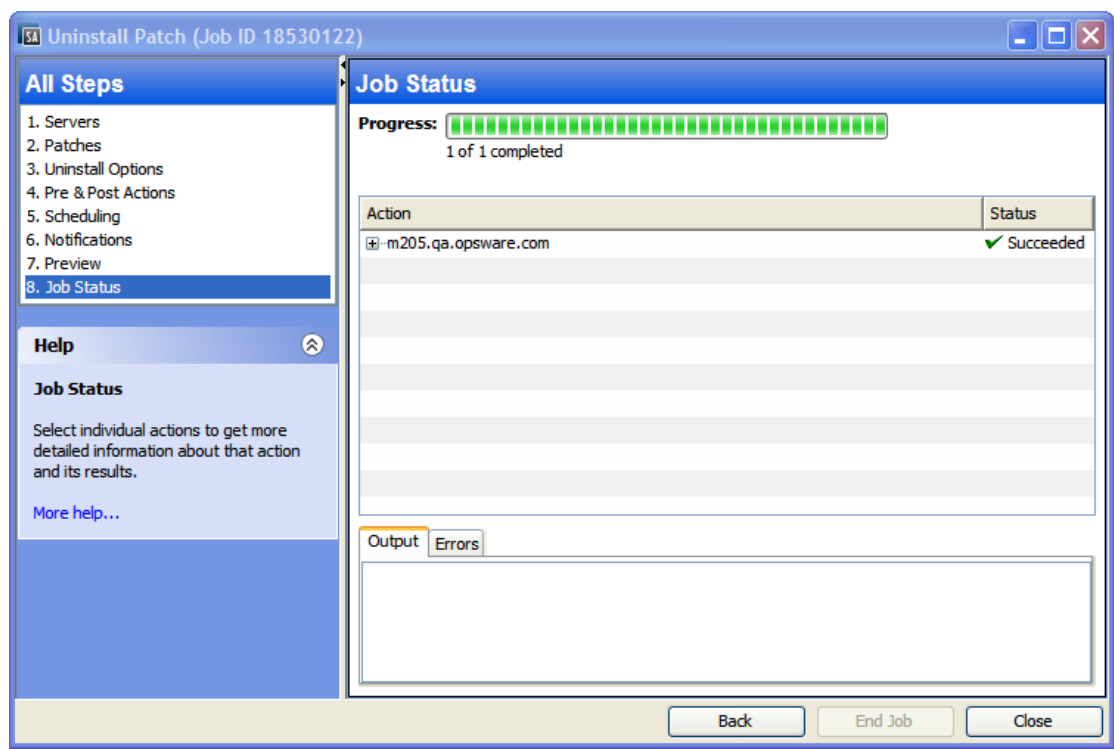 SA Uninstall Patch (Job ID 18530122)
All Steps
1. Servers
2. Patches
3. Uninstall Options
4. Pre & Post Actions
5. Scheduling
6. Notifications
7. Preview
8. Job Status
Help
Job Status
Select individual actions to get more
detailed information about that action
and its results.
More help...
Job Status
Progress:
1 of 1 completed
Action Status
m205.qa.opsware.com Succeeded
Output Errors
Back End Job Close